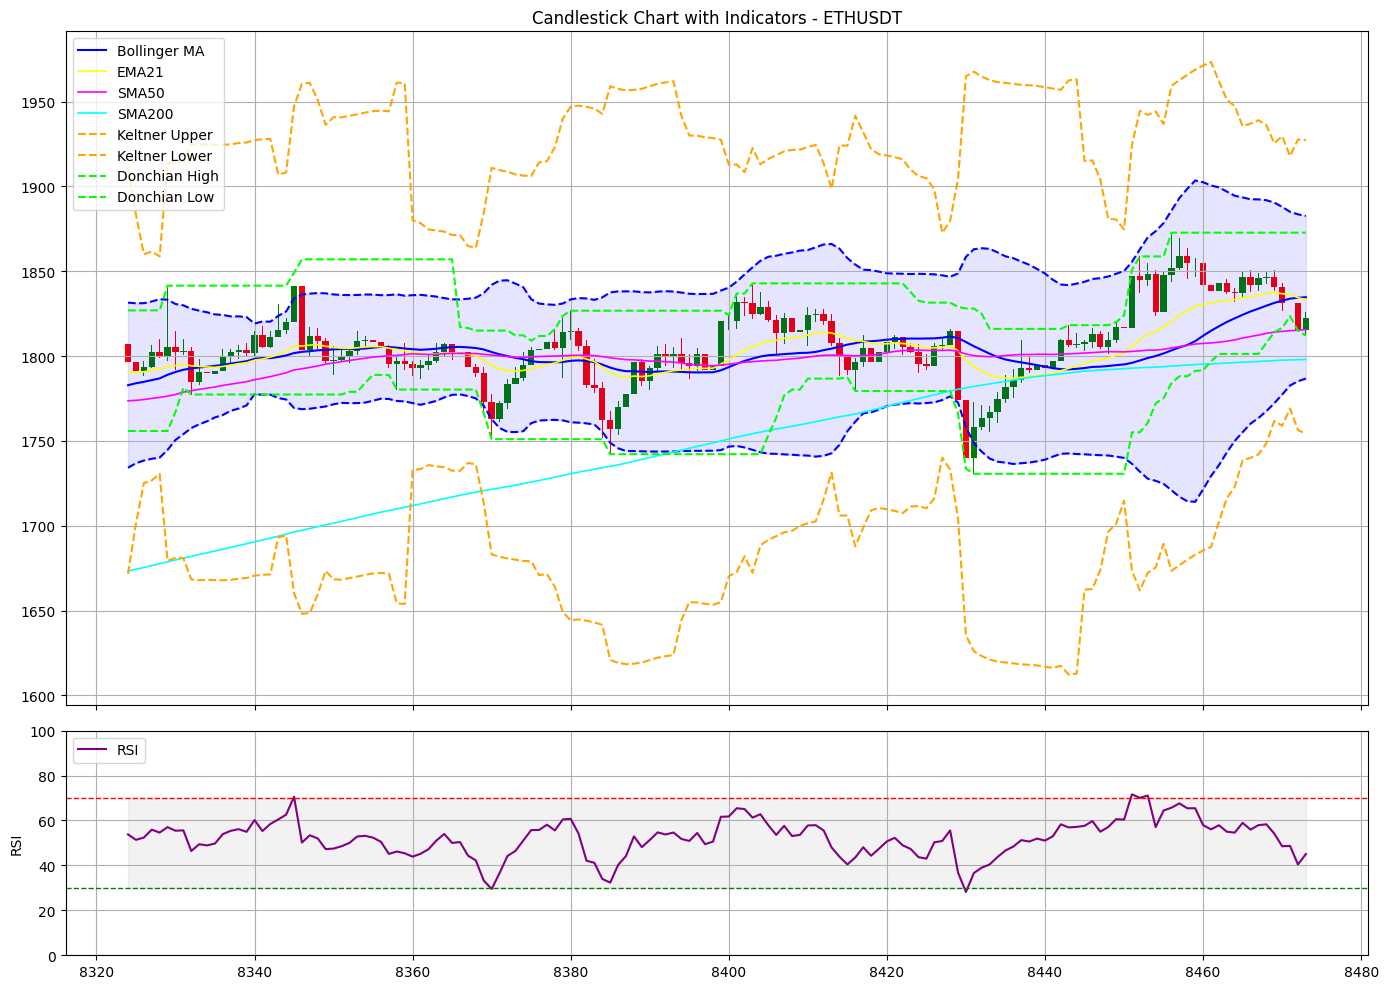 Candlestick Chart with Indicators - ETHUSDT
Bollinger MA
EMA21
SMA50
SMA200
Keltner Upper
Keltner Lower
Donchian High
Donchian Low
1950
1900
1850
1800
1750
1700
1650
1600
RSI
100
80
60
40
20
0
RSI
8320
8340
8360
8380
8400
8420
8440
8460
8480